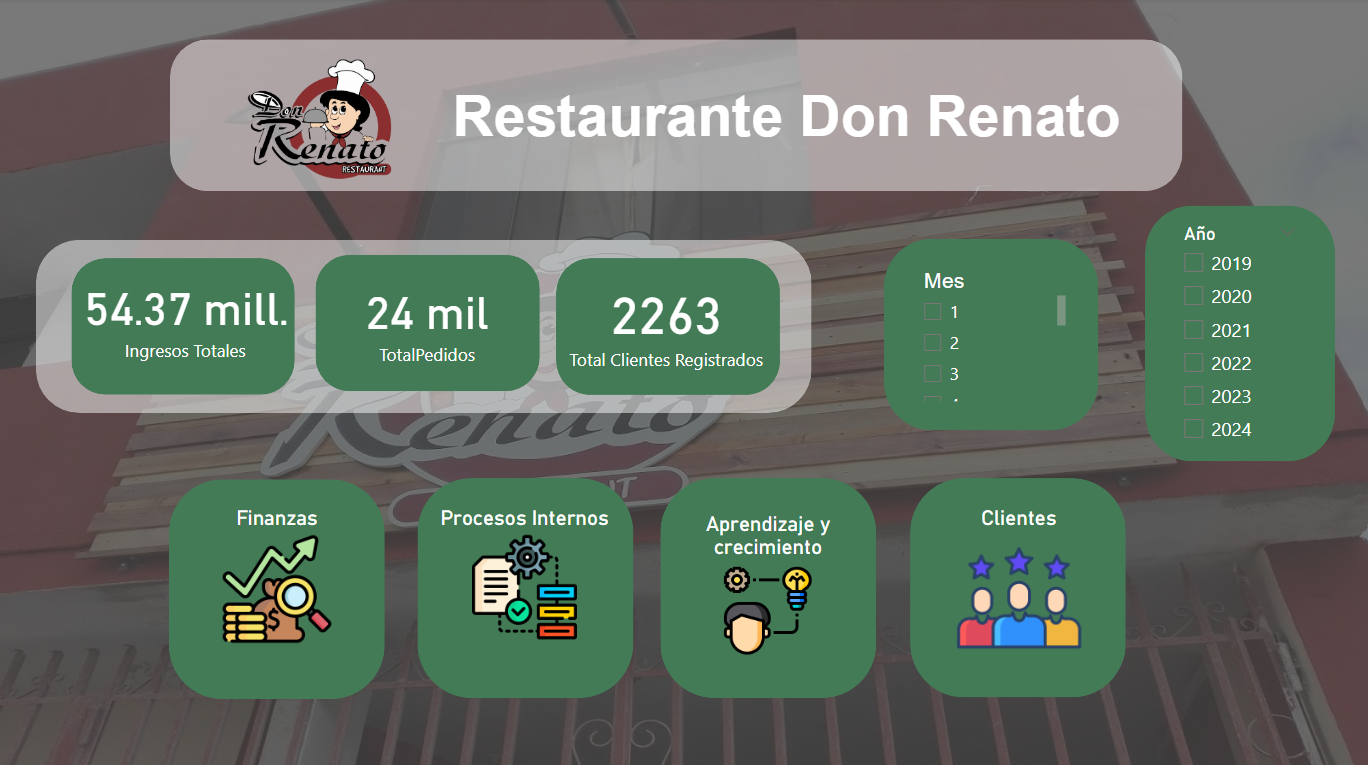 Don
Renato
RESTAURANT
Restaurante Don Renato
54.37 mill.
Ingresos Totales
24 mil
TotalPedidos
2263
Total Clientes Registrados
Mes
1
2
3
Año
2019
2020
2021
2022
2023
2024
Renato
Finanzas
Procesos Internos
Aprendizaje y
crecimiento
Clientes